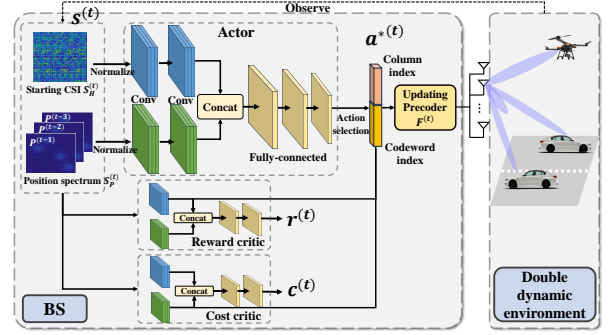 Observe
s^(t)
Actor
a*^(t)
Column
index
Normalize
Conv
Conv
Concat
Starting CSI S_H^(t)
P^(t−3)
P^(t−2)
P^(t−1)
Normalize
Action
selection
Updating
Precoder
F^(t)
Fully-connected
Codeword
index
Position spectrum S_P^(t)
Concat
r^(t)
Reward critic
Concat
c^(t)
Cost critic
BS
Double
dynamic
environment